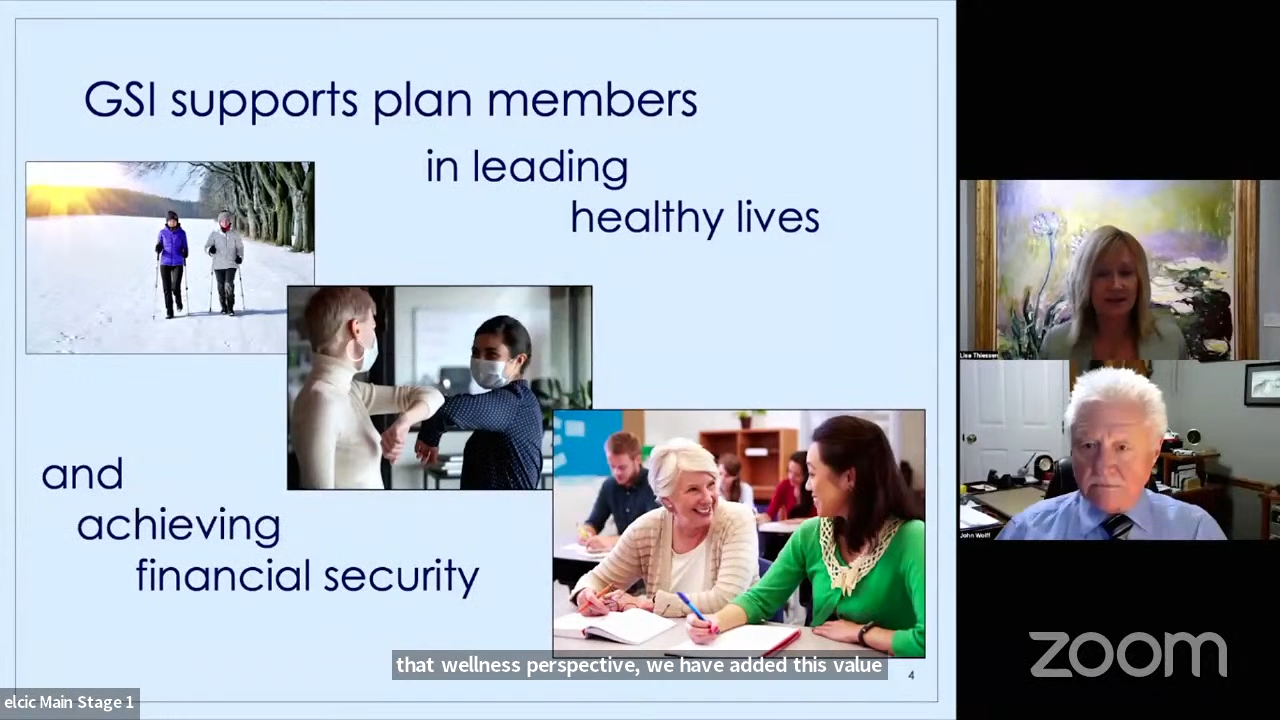 GSI supports plan members
in leading
healthy lives
and
achieving
financial security
that wellness perspective, we have added this value
4
elcic Main Stage 1
Lisa Thiessen
John Wolff
zoom